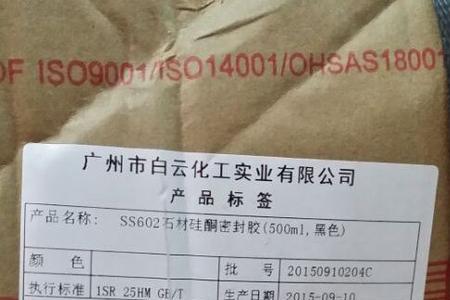 OF ISO9001/ISO14001/OHSAS18001
广州市白云化工实业有限公司
产品标签
产品名称: SS602石材硅酮密封胶(500ml,黑色)
颜 色 批 号 20150910204C
执行标准 1SR 25HM GB/T 生产日期 2015-09-10